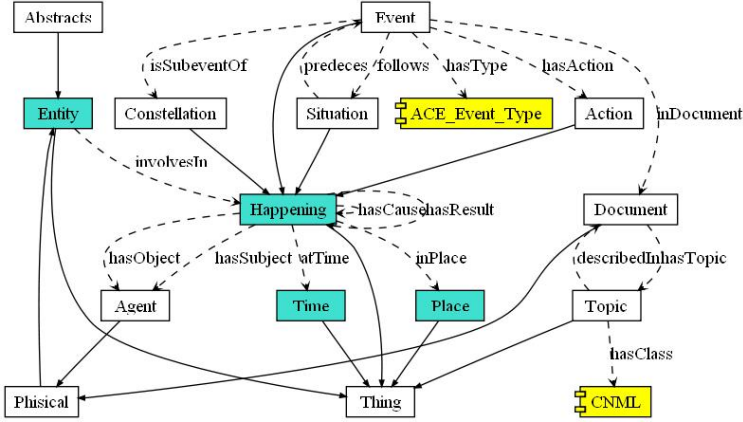 Abstracts
Event
isSubeventOf
predeces
follows
hasType
hasAction
Entity
Constellation
Situation
ACE_Event_Type
Action
inDocument
involvesIn
Happening
hasCause
hasResult
Document
hasObject
hasSubject
atTime
inPlace
describedIn
hasTopic
Agent
Time
Place
Topic
hasClass
Phisical
Thing
CNML